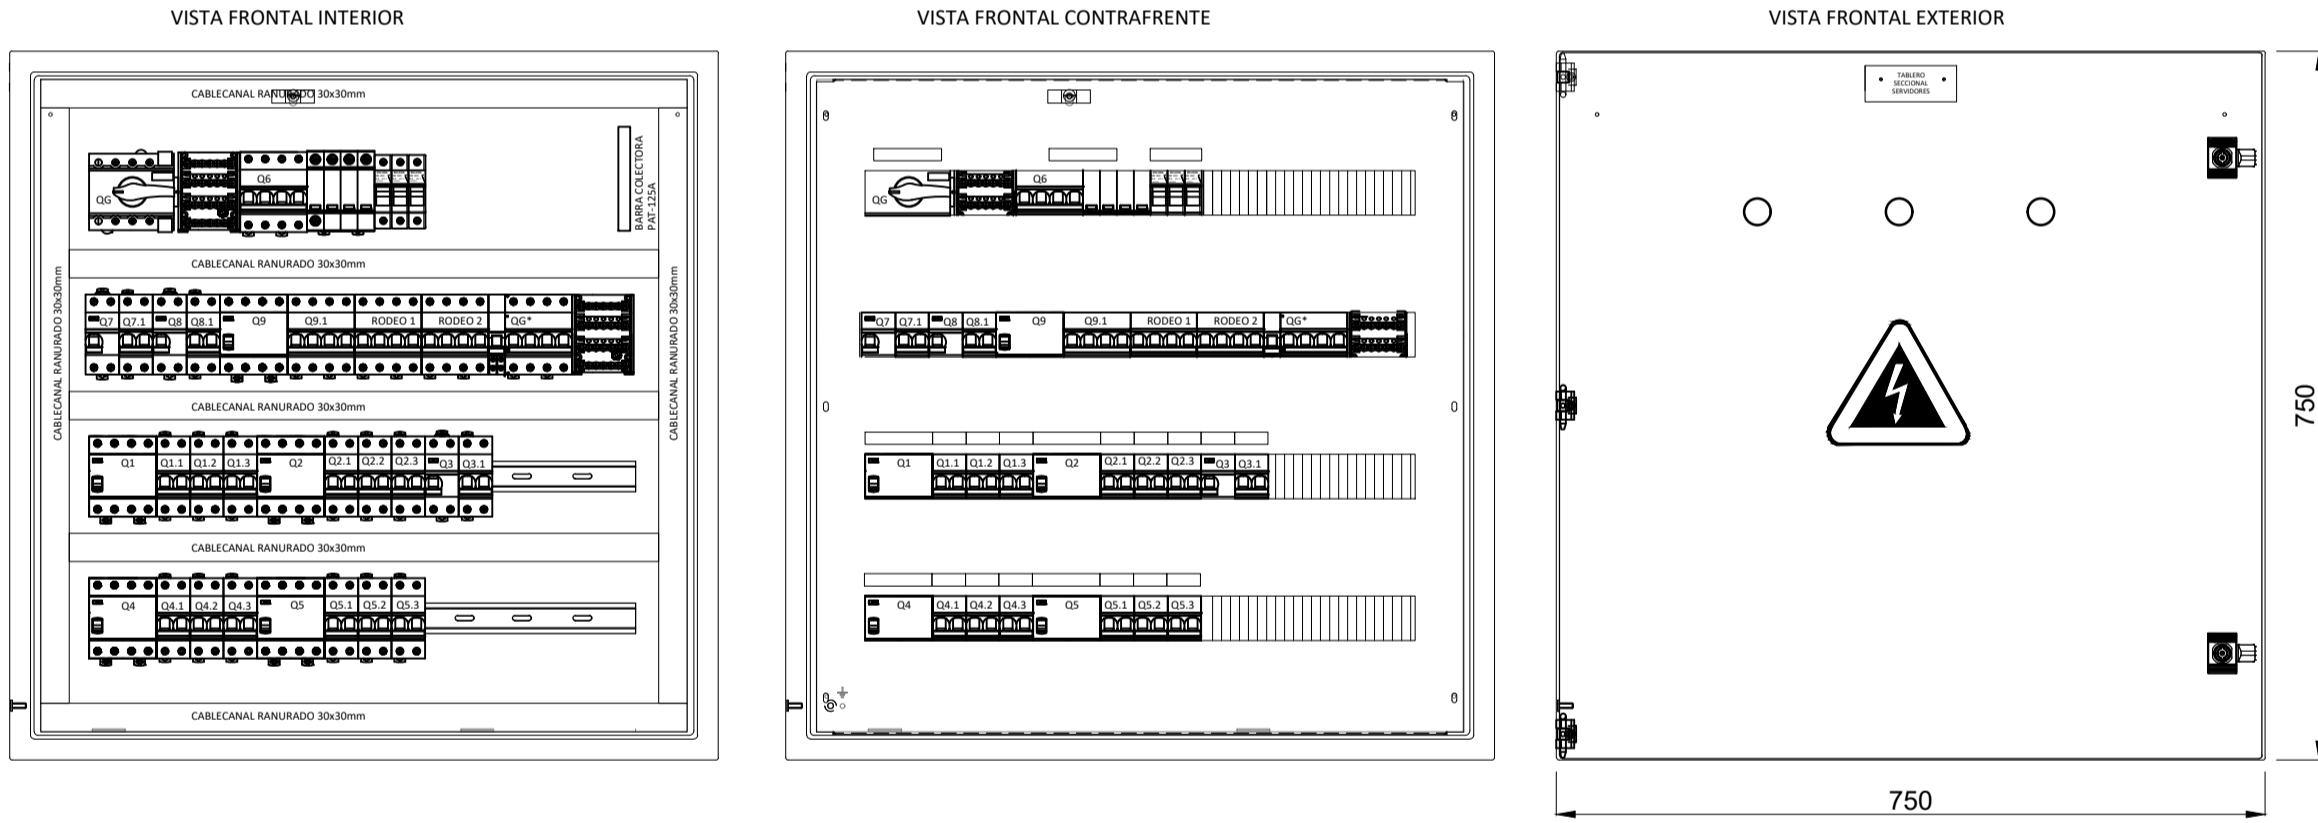 VISTA FRONTAL INTERIOR
CABLECANAL RANURADO 30x30mm
QG
Q6
BARRA COLECTORA
PAT-125A
CABLECANAL RANURADO 30x30mm
CABLECANAL RANURADO 30x30mm
CABLECANAL RANURADO 30x30mm
Q7 Q7.1 Q8 Q8.1 Q9 Q9.1 RODEO 1 RODEO 2 QG*
CABLECANAL RANURADO 30x30mm
Q1 Q1.1 Q1.2 Q1.3 Q2 Q2.1 Q2.2 Q2.3 Q3 Q3.1
CABLECANAL RANURADO 30x30mm
Q4 Q4.1 Q4.2 Q4.3 Q5 Q5.1 Q5.2 Q5.3
CABLECANAL RANURADO 30x30mm
VISTA FRONTAL CONTRAFRENTE
QG
Q6
Q7 Q7.1 Q8 Q8.1 Q9 Q9.1 RODEO 1 RODEO 2 QG*
Q1 Q1.1 Q1.2 Q1.3 Q2 Q2.1 Q2.2 Q2.3 Q3 Q3.1
Q4 Q4.1 Q4.2 Q4.3 Q5 Q5.1 Q5.2 Q5.3
VISTA FRONTAL EXTERIOR
TABLERO
SECCIONAL
SERVIDORES
750
750